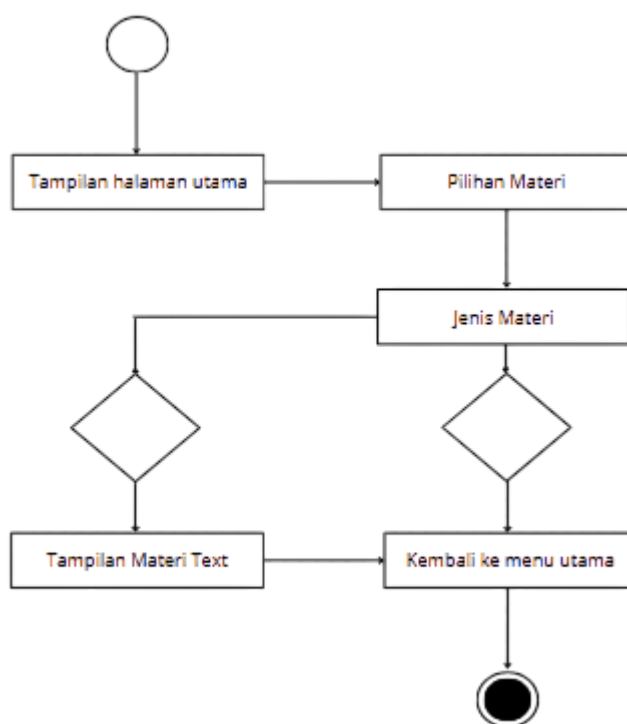 Tampilan halaman utama
Pilihan Materi
Jenis Materi
Tampilan Materi Text
Kembali ke menu utama